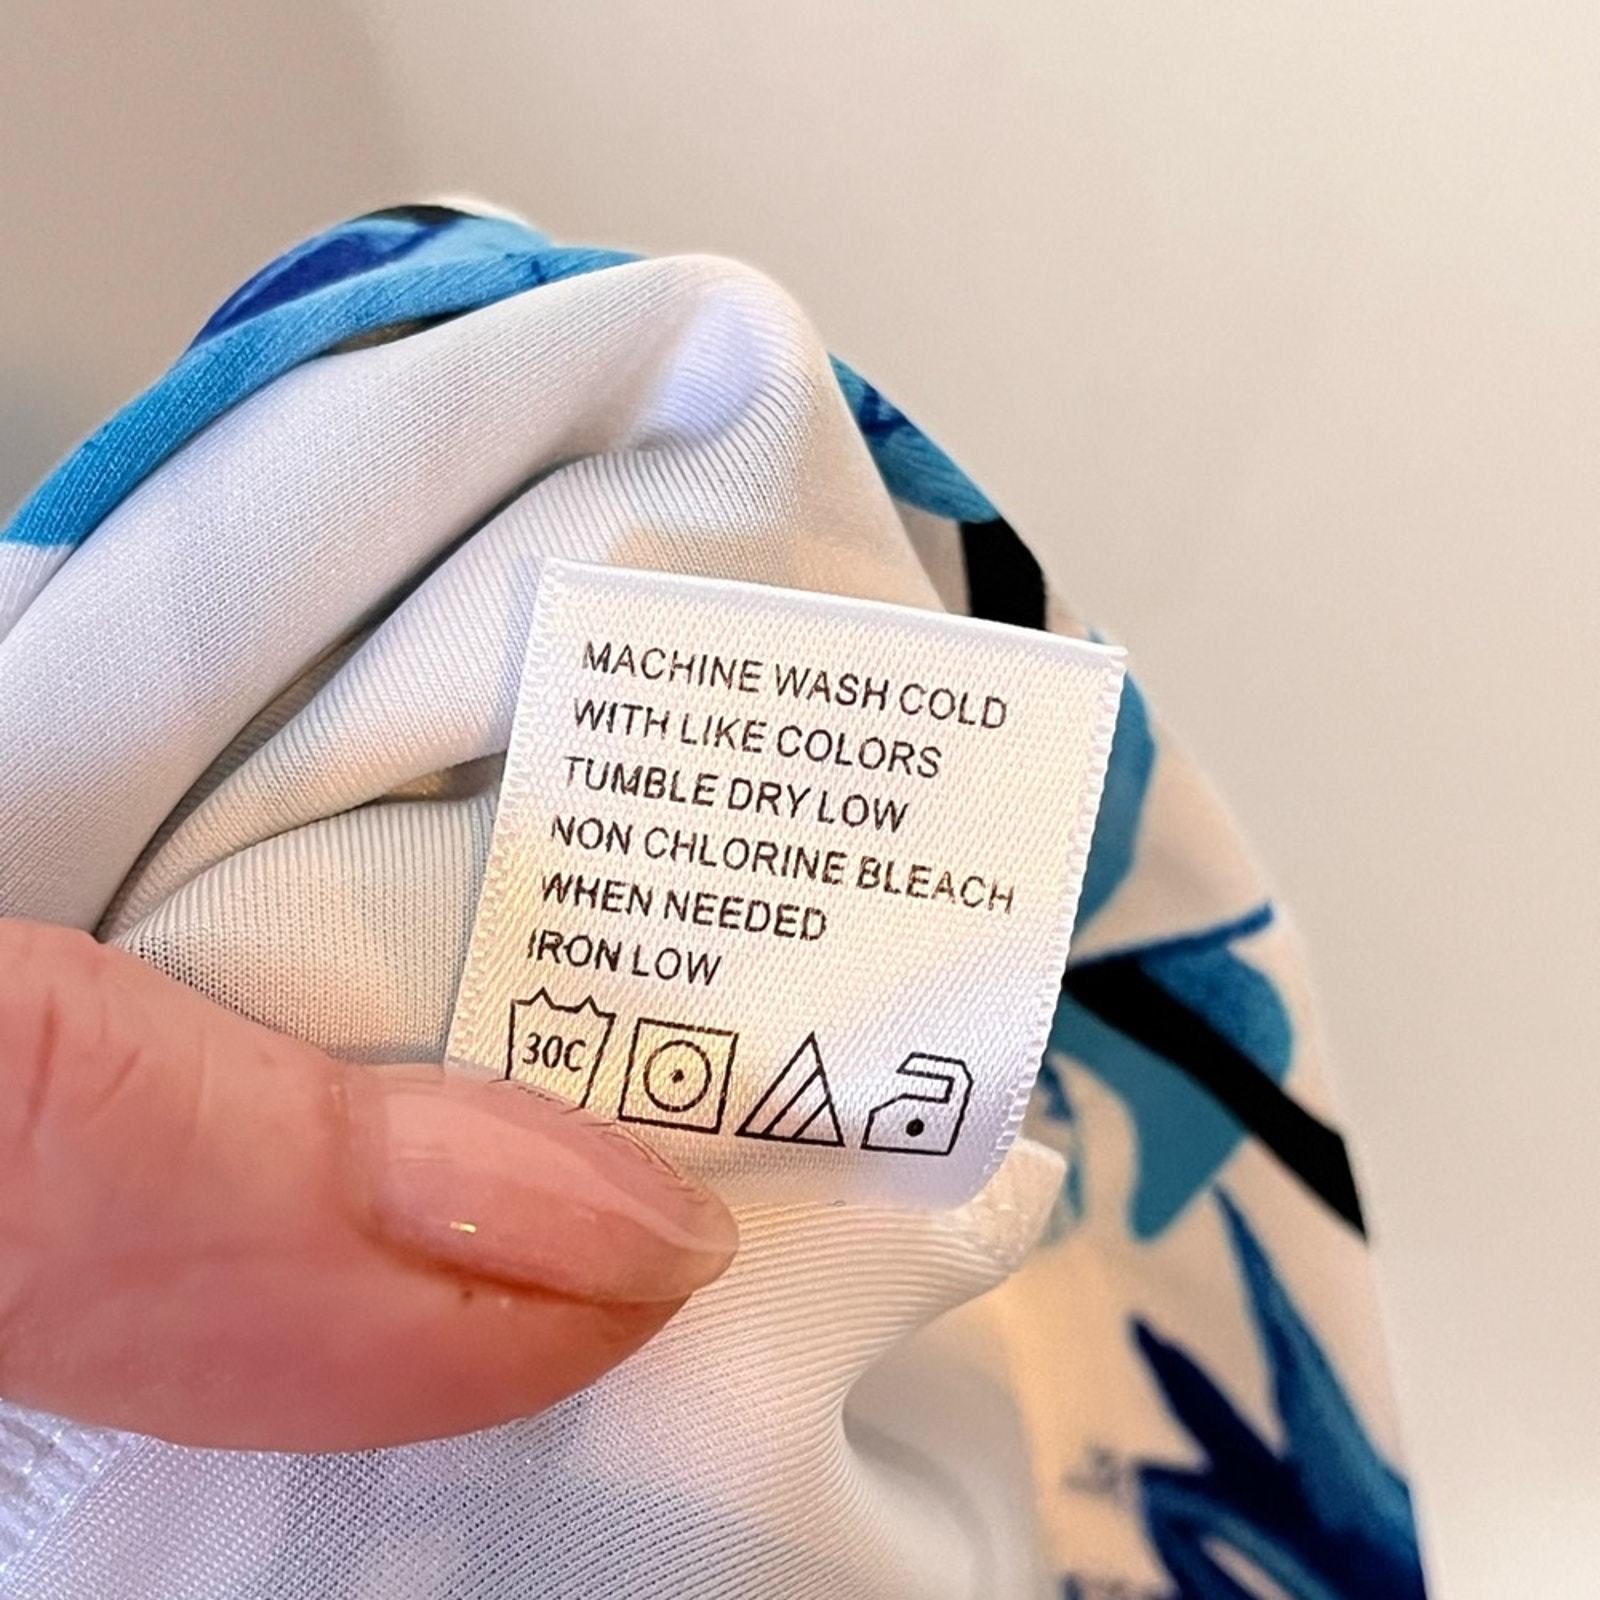 MACHINE WASH COLD
WITH LIKE COLORS
TUMBLE DRY LOW
NON CHLORINE BLEACH
WHEN NEEDED
IRON LOW
30C